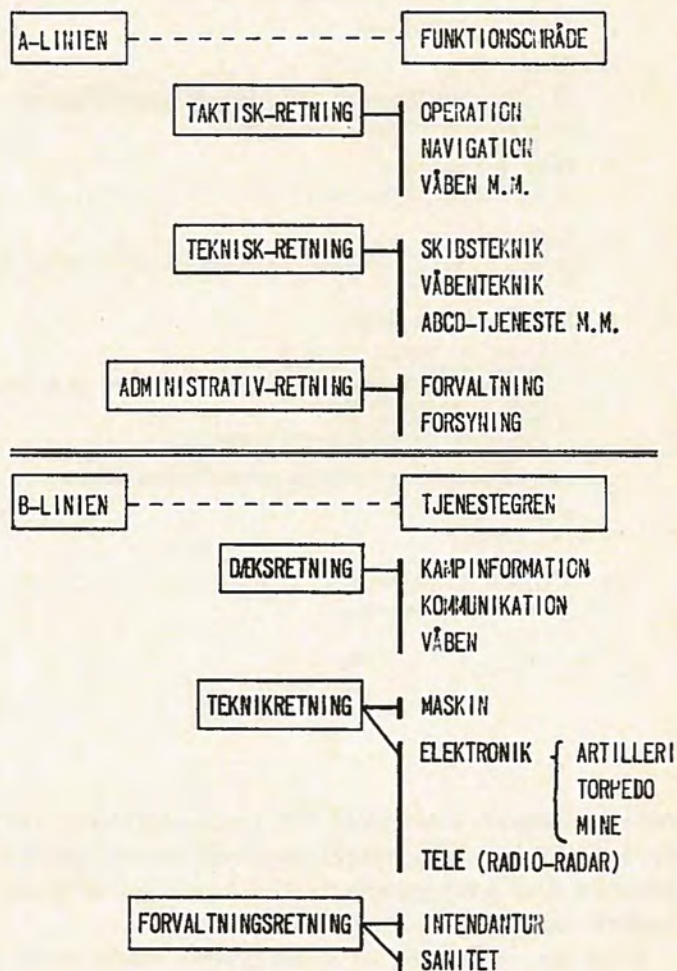 A-LINIEN FUNKTIONSOMRÅDE
TAKTISK-RETNING OPERATION
NAVIGATION
VÅBEN M.M.
TEKNISK-RETNING SKIBSTEKNIK
VÅBENTEKNIK
ABCD-TJENESTE M.M.
ADMINISTRATIV-RETNING FORVALTNING
FORSYNING
B-LINIEN TJENESTEGREN
DÆKSRETNING KAMPINFORMATION
KOMMUNIKATION
VÅBEN
TEKNIKRETNING MASKIN
ELEKTRONIK ARTILLERI
TORPEDO
MINE
TELE (RADIO-RADAR)
FORVALTNINGSRETNING INTENDANTUR
SANITET